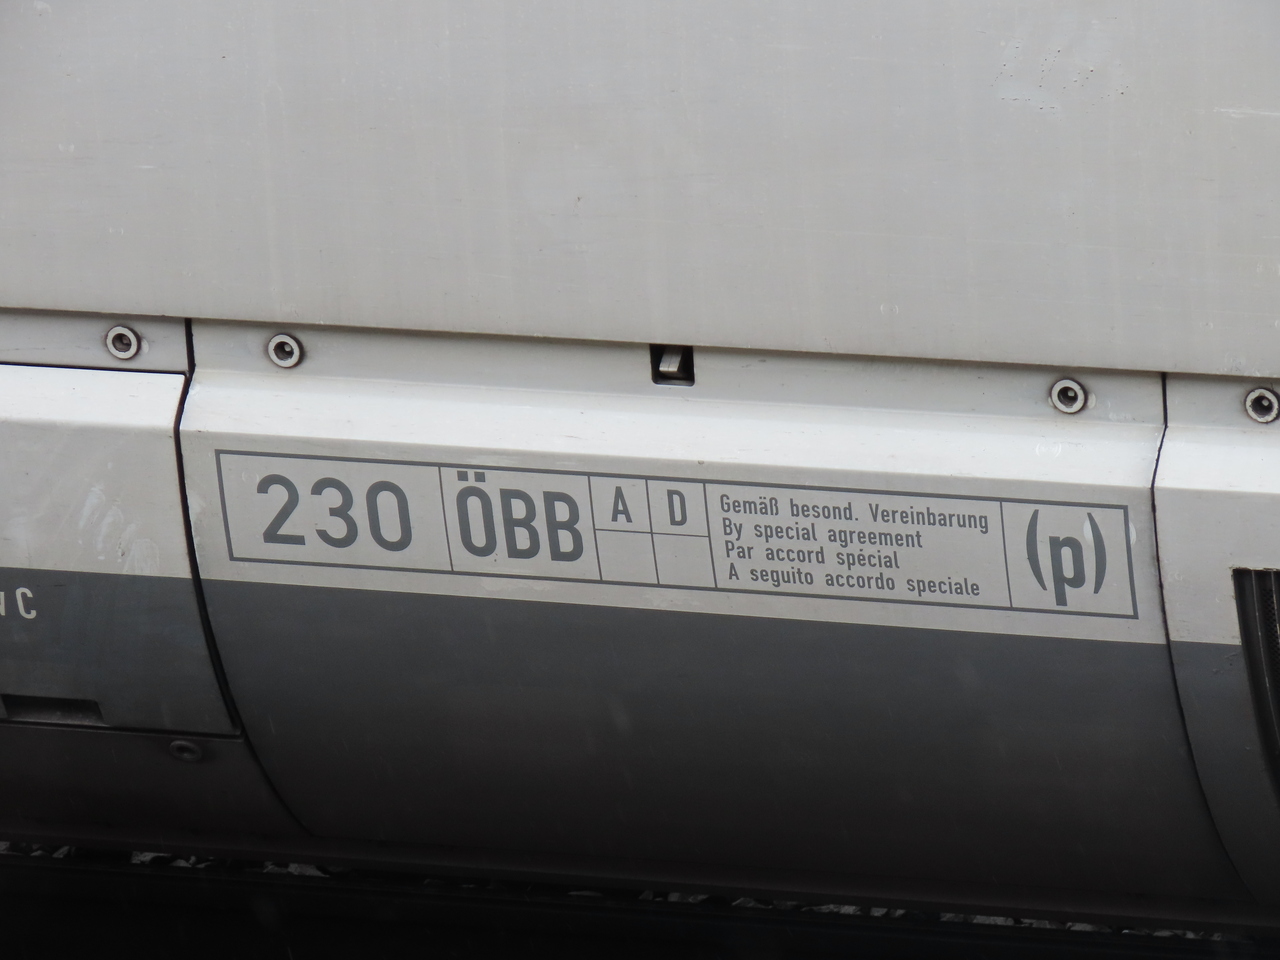 230 ÖBB A D
Gemäß besond. Vereinbarung
By special agreement
Par accord spécial
A seguito accordo speciale
(p)
C